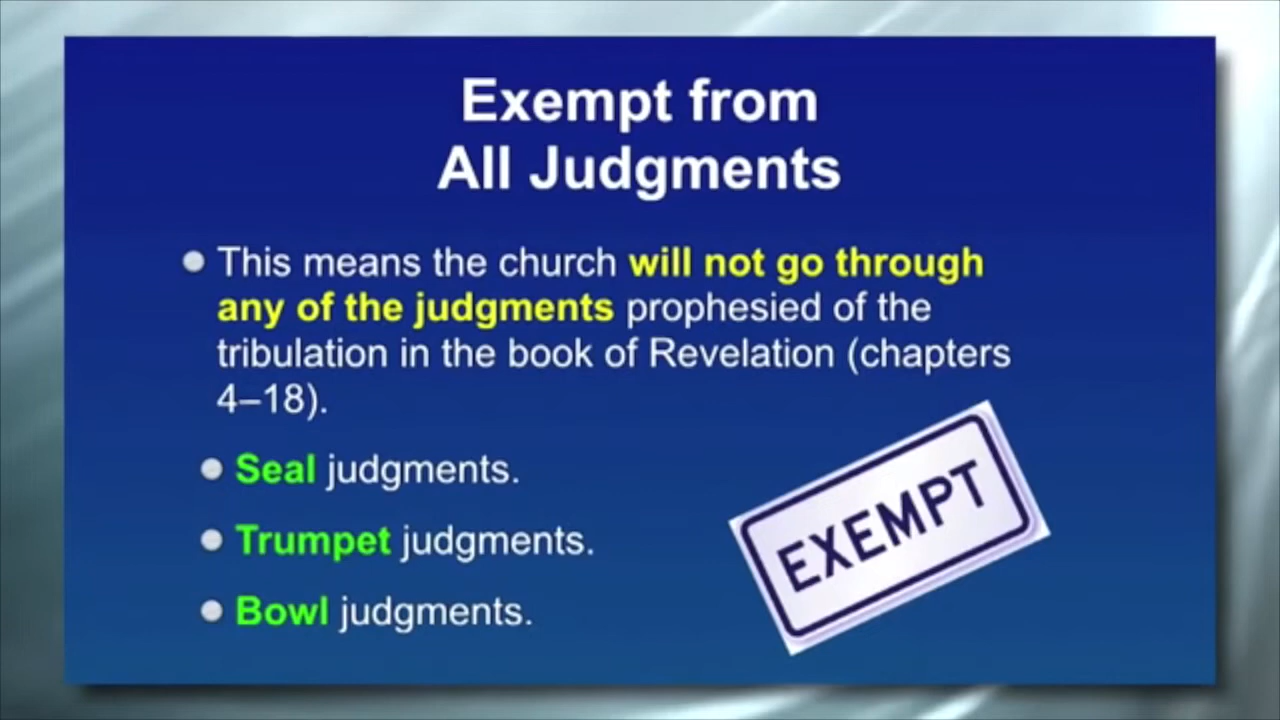 Exempt from
All Judgments
This means the church will not go through
any of the judgments prophesied of the
tribulation in the book of Revelation (chapters
4–18).
Seal judgments.
Trumpet judgments.
Bowl judgments.
EXEMPT